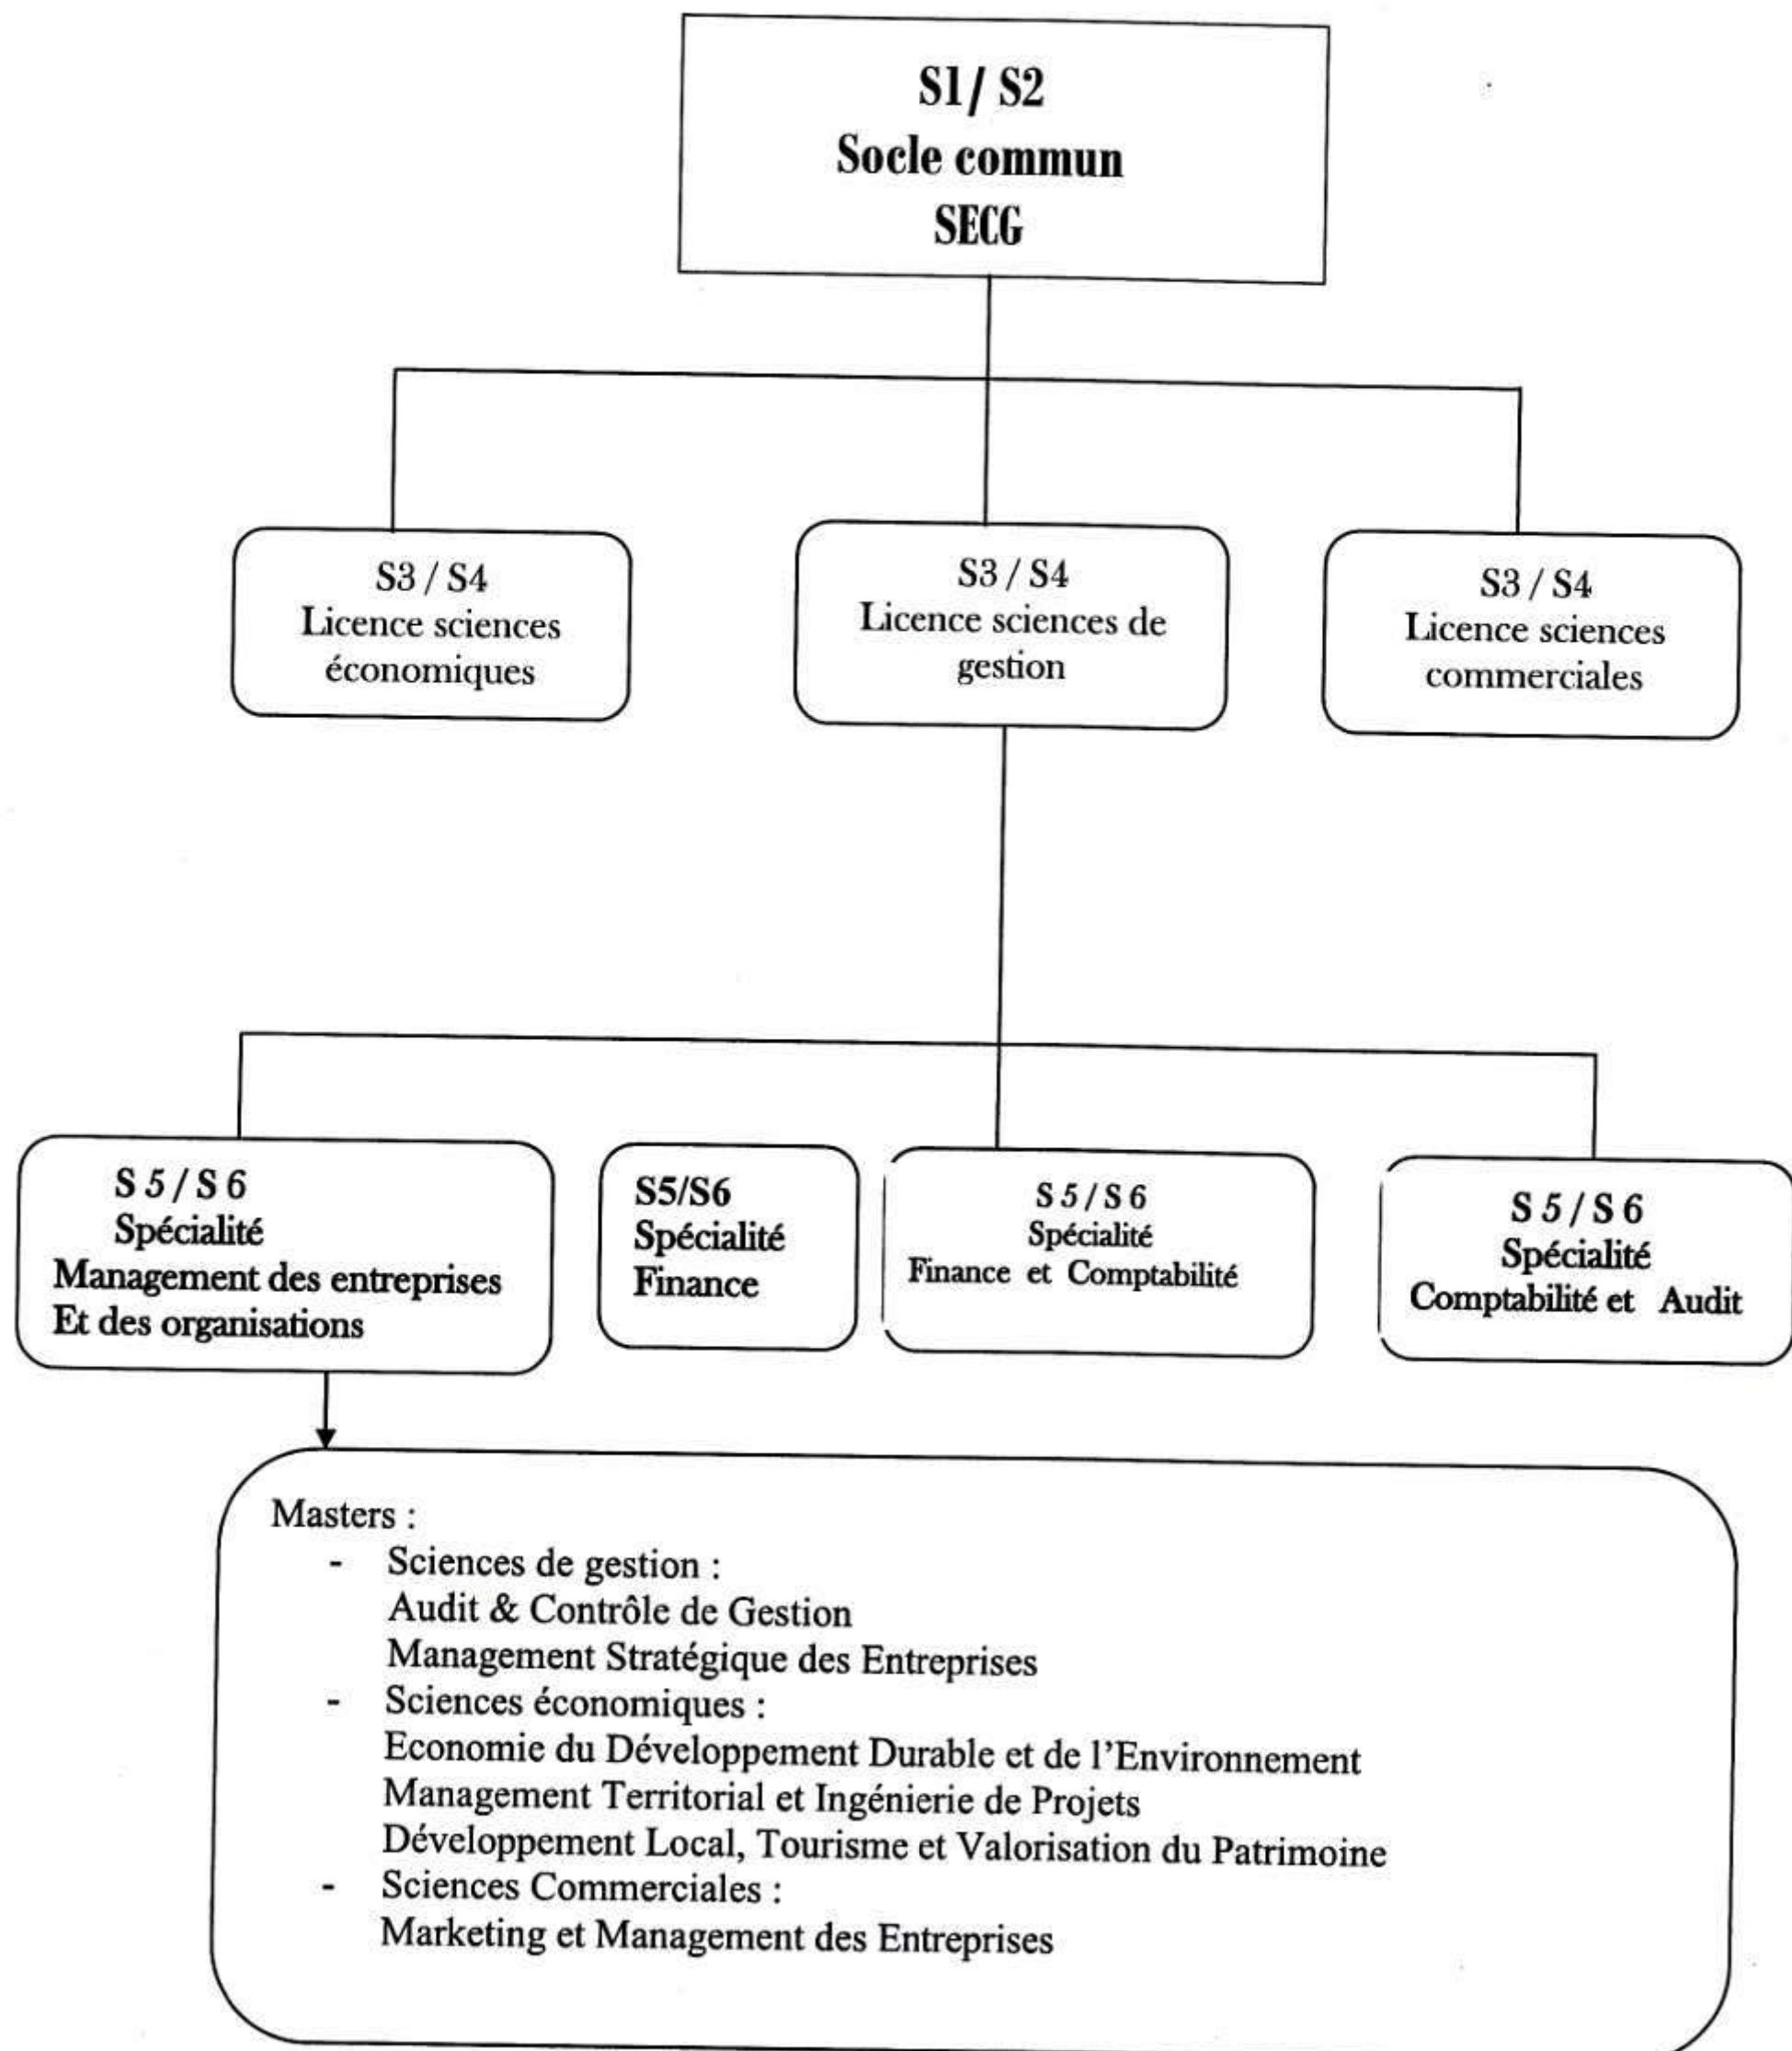 S1/ S2
Socle commun
SECG
S3 / S4
Licence sciences
économiques
S3 / S4
Licence sciences de
gestion
S3 / S4
Licence sciences
commerciales
S 5 / S 6
Spécialité
Management des entreprises
Et des organisations
S5/S6
Spécialité
Finance
S 5 / S 6
Spécialité
Finance et Comptabilité
S 5 / S 6
Spécialité
Comptabilité et Audit
Masters :
- Sciences de gestion :
Audit & Contrôle de Gestion
Management Stratégique des Entreprises
- Sciences économiques :
Economie du Développement Durable et de l'Environnement
Management Territorial et Ingénierie de Projets
Développement Local, Tourisme et Valorisation du Patrimoine
- Sciences Commerciales :
Marketing et Management des Entreprises